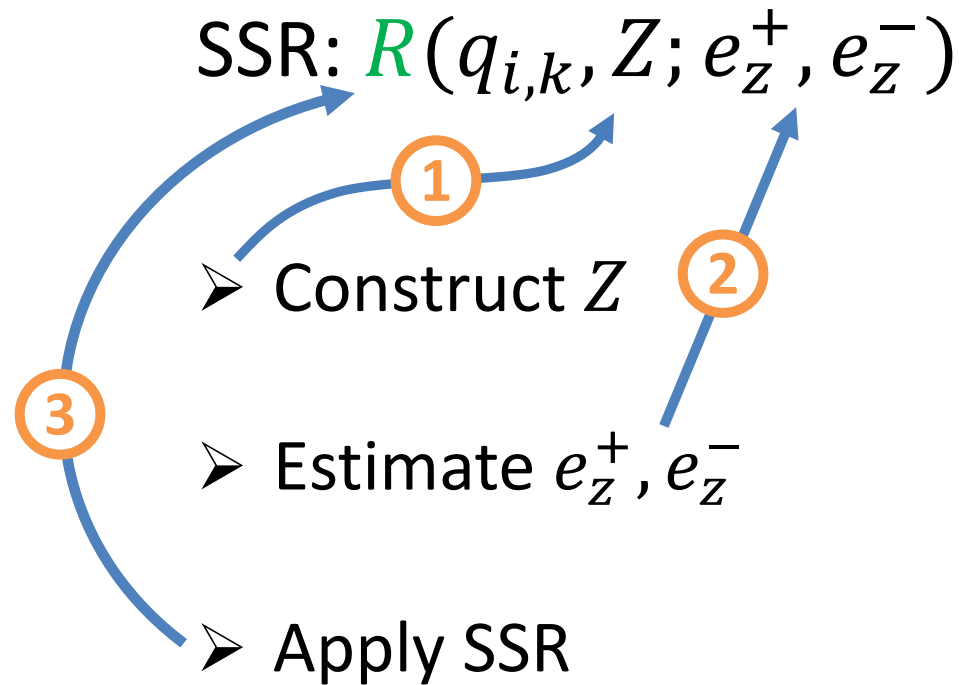 SSR: R(q_{i,k}, Z; e_z^+, e_z^-)
1
➢ Construct Z
2
3
➢ Estimate e_z^+, e_z^-
➢ Apply SSR